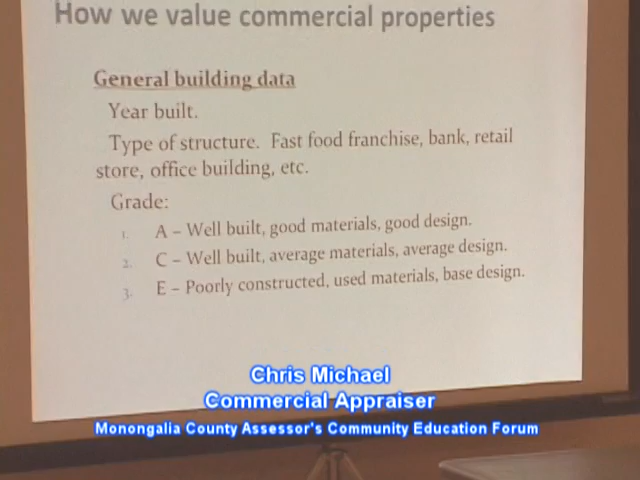 How we value commercial properties
General building data
Year built.
Type of structure. Fast food franchise, bank, retail
store, office building, etc.
Grade:
1. A – Well built, good materials, good design.
2. C – Well built, average materials, average design.
3. E – Poorly constructed, used materials, base design.
Chris Michael
Commercial Appraiser
Monongalia County Assessor's Community Education Forum